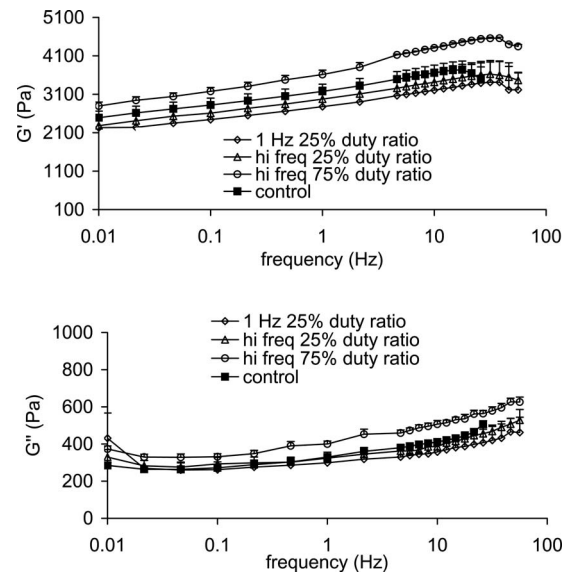 5100
4100
3100
2100
1100
100
G' (Pa)
1 Hz 25% duty ratio
hi freq 25% duty ratio
hi freq 75% duty ratio
control
0.01 0.1 1 10 100
frequency (Hz)
1000
800
600
400
200
0
G" (Pa)
1 Hz 25% duty ratio
hi freq 25% duty ratio
hi freq 75% duty ratio
control
0.01 0.1 1 10 100
frequency (Hz)